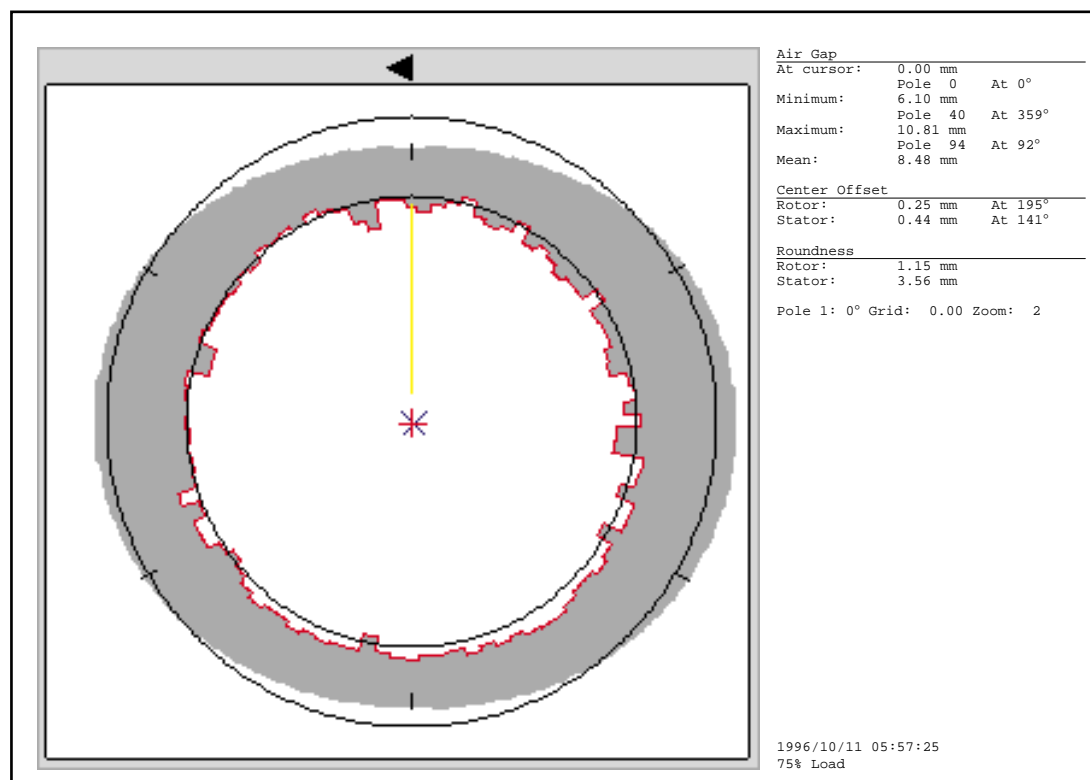 Air Gap
At cursor: 0.00 mm
Pole 0 At 0°
Minimum: 6.10 mm
Pole 40 At 359°
Maximum: 10.81 mm
Pole 94 At 92°
Mean: 8.48 mm
Center Offset
Rotor: 0.25 mm At 195°
Stator: 0.44 mm At 141°
Roundness
Rotor: 1.15 mm
Stator: 3.56 mm
Pole 1: 0° Grid: 0.00 Zoom: 2
1996/10/11 05:57:25
75% Load